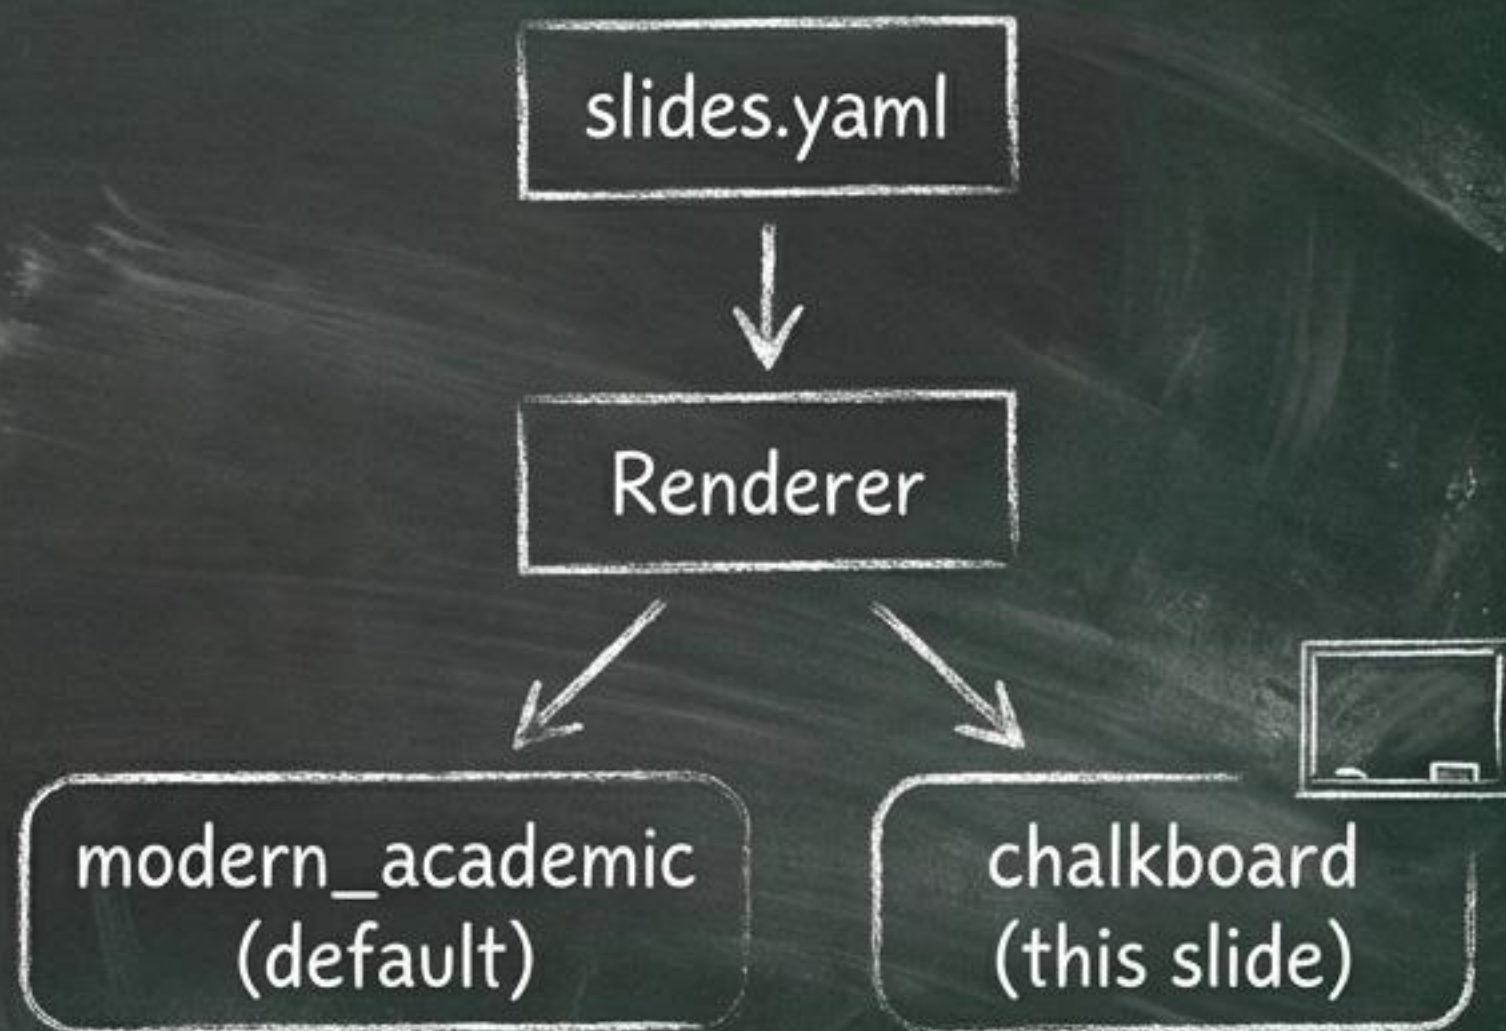 slides.yaml
Renderer
modern_academic
(default)
chalkboard
(this slide)